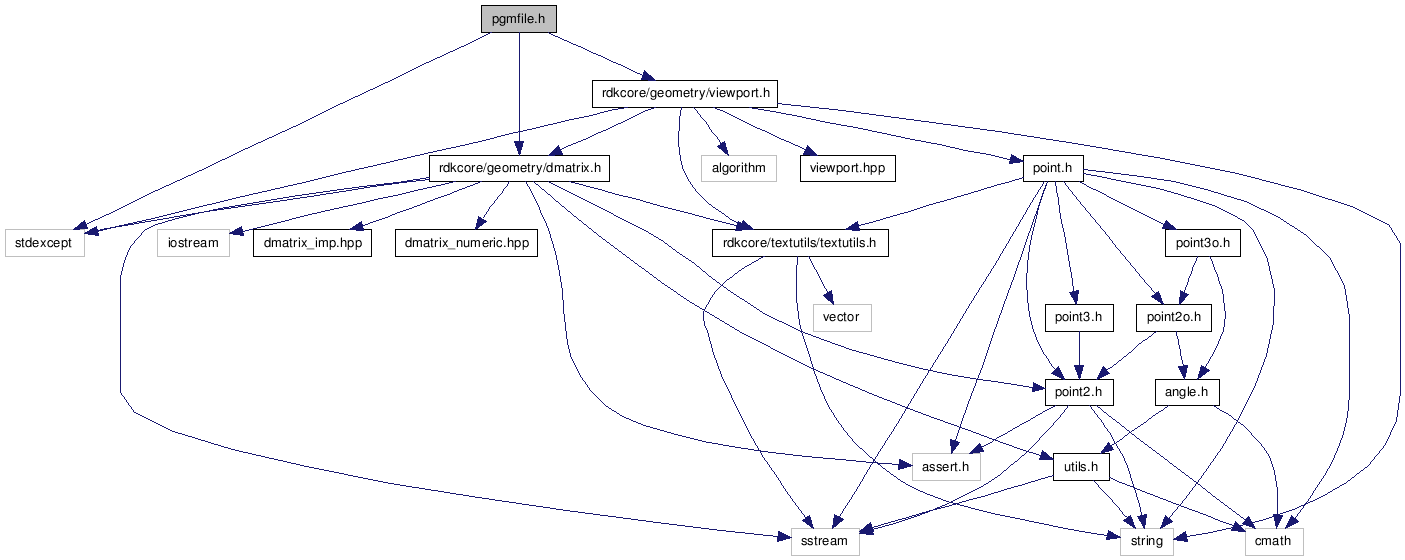 pgmfile.h
rdkcore/geometry/viewport.h
rdkcore/geometry/dmatrix.h
algorithm
viewport.hpp
point.h
stdexcept
iostream
dmatrix_imp.hpp
dmatrix_numeric.hpp
rdkcore/textutils/textutils.h
point3o.h
vector
point3.h
point2o.h
point2.h
angle.h
assert.h
utils.h
sstream
string
cmath